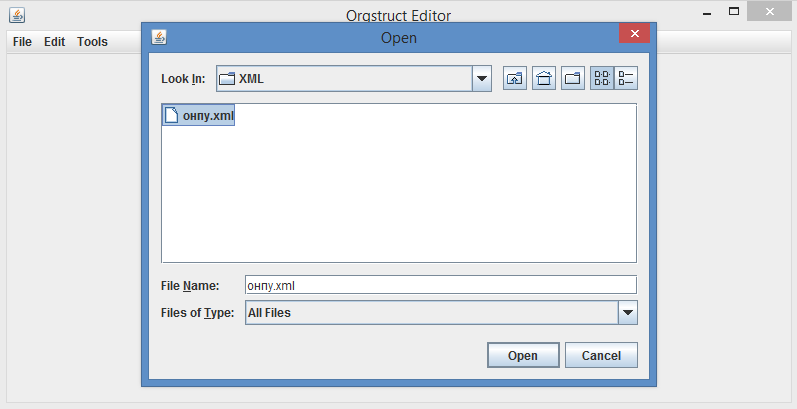 Orgstruct Editor
File Edit Tools
Open
Look In: XML
онпу.xml
File Name: онпу.xml
Files of Type: All Files
Open Cancel